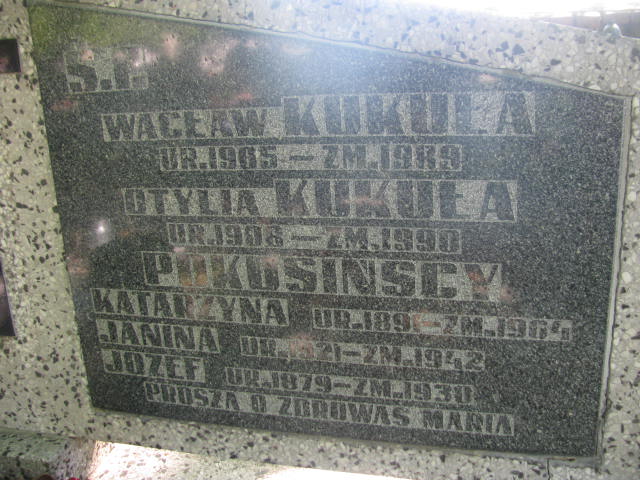 Ś.P.
WACŁAW KUKUŁA
UR.1905 – ZM.1989
OTYLIA KUKUŁA
UR.1908 – ZM.1990
POKUSIŃSCY
KATARZYNA ZM.1964
JANINA ZM.1942
JÓZEF UR.1879 – ZM.1930
PROSZĄ O ZDROWAŚ MARIA